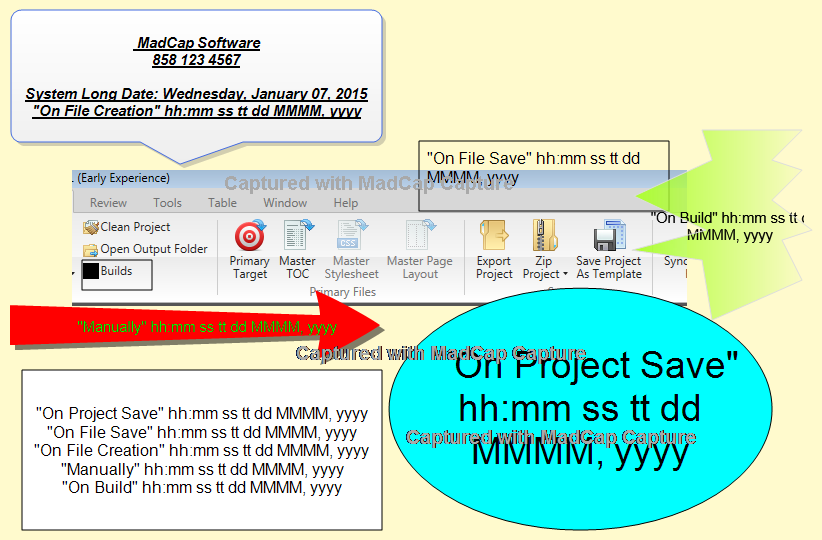 MadCap Software
858 123 4567
System Long Date: Wednesday, January 07, 2015
"On File Creation" hh:mm ss tt dd MMMM, yyyy
"On File Save" hh:mm ss tt dd
MMMM, yyyy
. (Early Experience)
Captured with MadCap Capture
Review Tools Table Window Help
"On Build" hh:mm ss tt
MMMM, yyyy
Clean Project
Open Output Folder
Builds
Primary
Target
Master
TOC
Master
Stylesheet
Master Page
Layout
Primary Files
Export
Project
Zip
Project
Save Project
As Template
"Manually" hh:mm ss tt dd MMMM, yyyy
Captured with MadCap Capture
"On Project Save"
hh:mm ss tt dd
MMMM, yyyy
Captured with MadCap Capture
"On Project Save" hh:mm ss tt dd MMMM, yyyy
"On File Save" hh:mm ss tt dd MMMM, yyyy
"On File Creation" hh:mm ss tt dd MMMM, yyyy
"Manually" hh:mm ss tt dd MMMM, yyyy
"On Build" hh:mm ss tt dd MMMM, yyyy